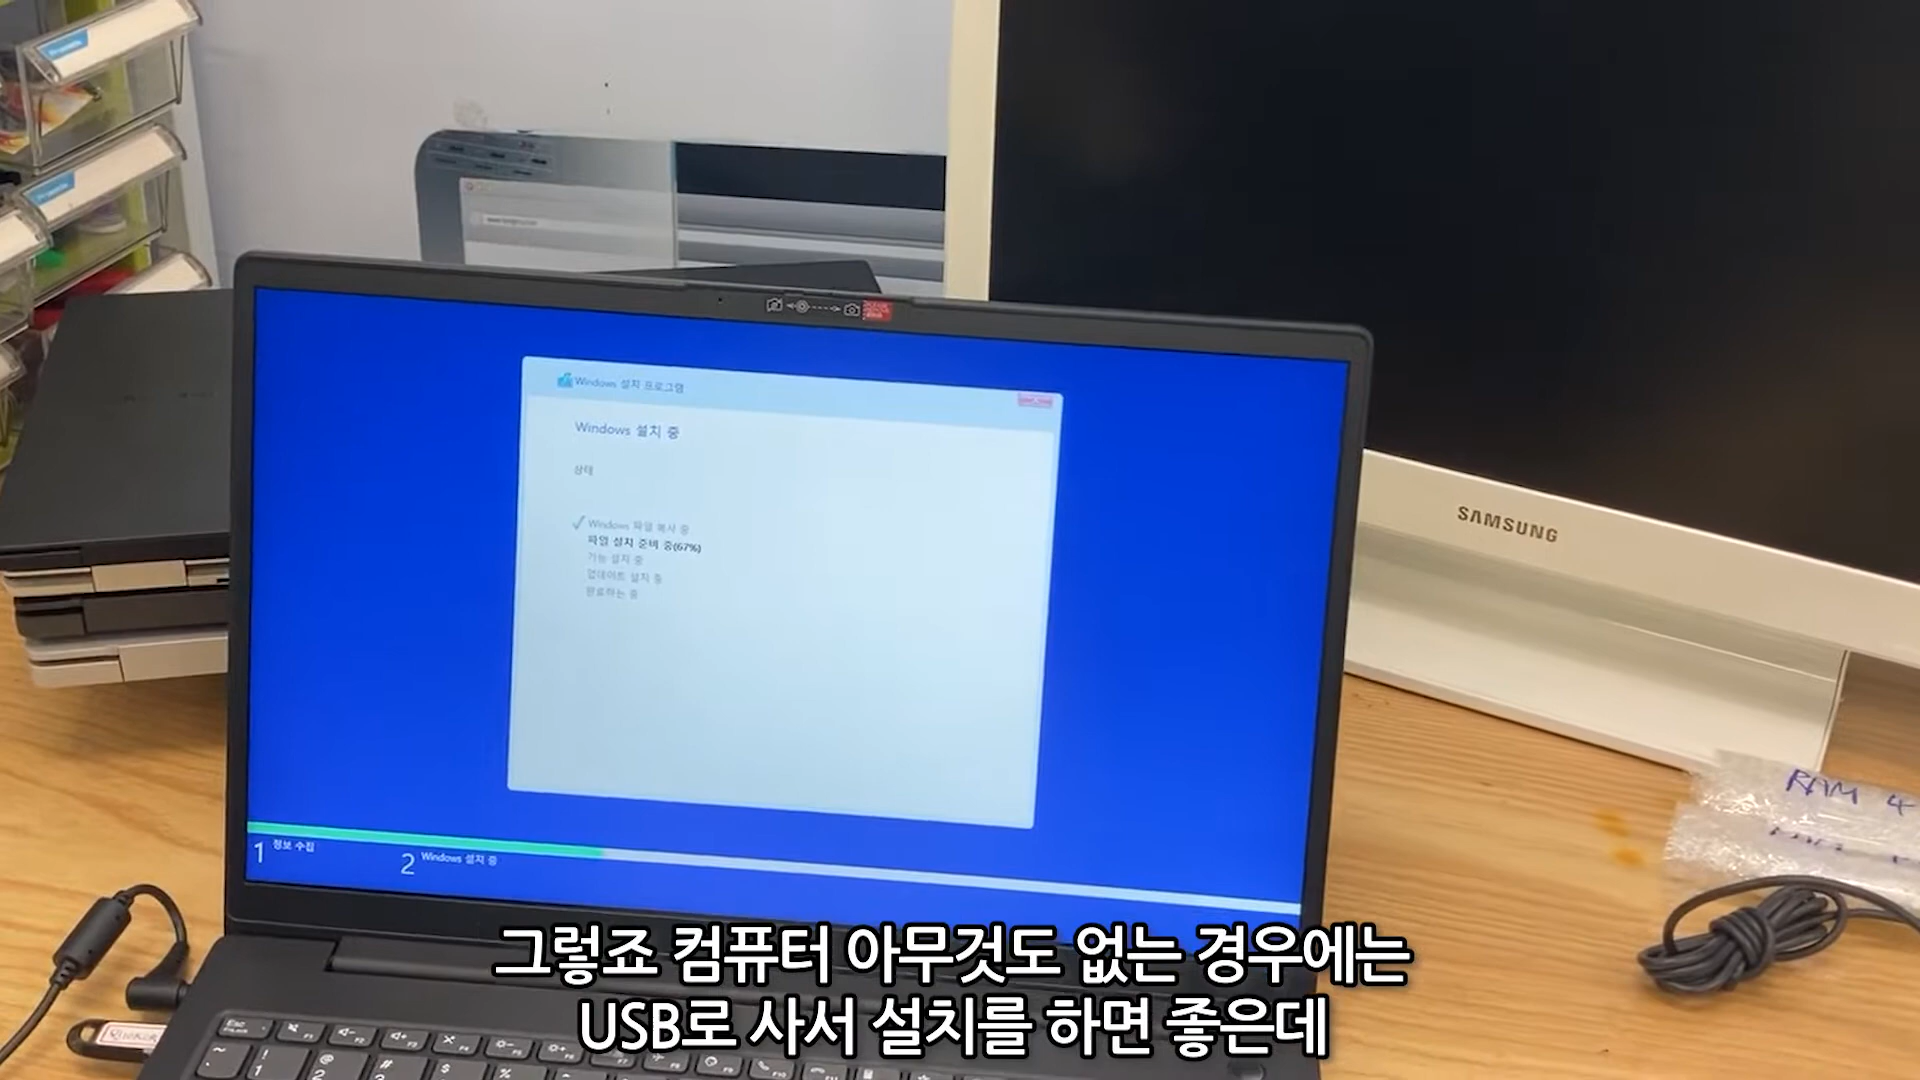 Windows 설치 프로그램
Windows 설치 중
상태
Windows 파일 복사 중
파일 설치 준비 중(67%)
기능 설치 중
업데이트 설치 중
완료하는 중
1 정보 수집
2 Windows 설치 중
SAMSUNG
RAM 4
Esc
그렇죠 컴퓨터 아무것도 없는 경우에는
USB로 사서 설치를 하면 좋은데